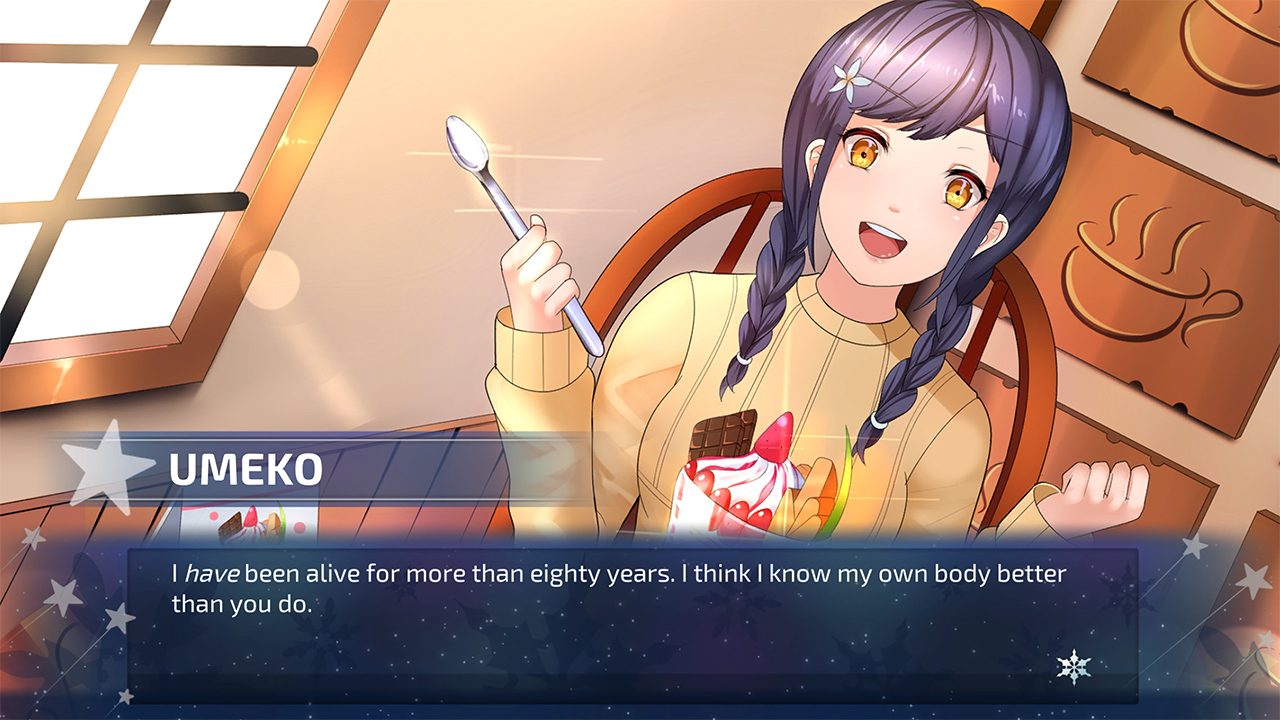 UMEKO
I have been alive for more than eighty years. I think I know my own body better
than you do.